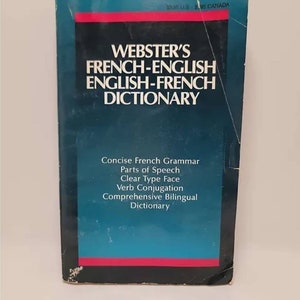 WEBSTER'S
FRENCH-ENGLISH
ENGLISH-FRENCH
DICTIONARY
Concise French Grammar
Parts of Speech
Clear Type Face
Verb Conjugation
Comprehensive Bilingual
Dictionary